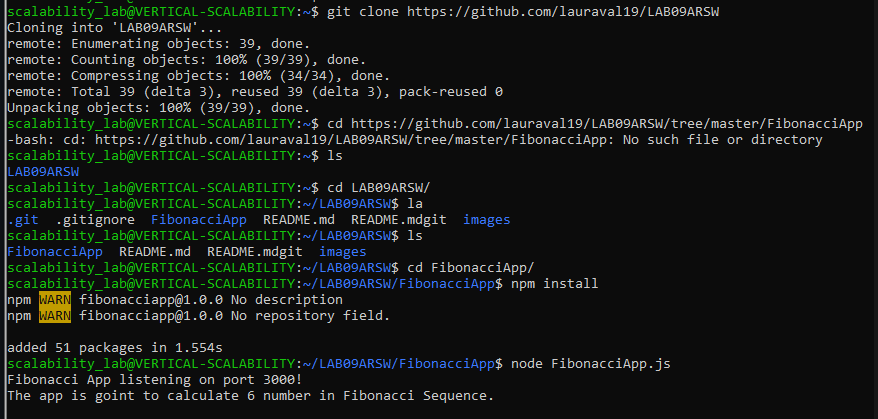 scalability_lab@VERTICAL-SCALABILITY:~$ git clone https://github.com/lauraval19/LAB09ARSW
Cloning into 'LAB09ARSW'...
remote: Enumerating objects: 39, done.
remote: Counting objects: 100% (39/39), done.
remote: Compressing objects: 100% (34/34), done.
remote: Total 39 (delta 3), reused 39 (delta 3), pack-reused 0
Unpacking objects: 100% (39/39), done.
scalability_lab@VERTICAL-SCALABILITY:~$ cd https://github.com/lauraval19/LAB09ARSW/tree/master/FibonacciApp
-bash: cd: https://github.com/lauraval19/LAB09ARSW/tree/master/FibonacciApp: No such file or directory
scalability_lab@VERTICAL-SCALABILITY:~$ ls
LAB09ARSW
scalability_lab@VERTICAL-SCALABILITY:~$ cd LAB09ARSW/
scalability_lab@VERTICAL-SCALABILITY:~/LAB09ARSW$ la
.git  .gitignore  FibonacciApp  README.md  README.mdgit  images
scalability_lab@VERTICAL-SCALABILITY:~/LAB09ARSW$ ls
FibonacciApp  README.md  README.mdgit  images
scalability_lab@VERTICAL-SCALABILITY:~/LAB09ARSW$ cd FibonacciApp/
scalability_lab@VERTICAL-SCALABILITY:~/LAB09ARSW/FibonacciApp$ npm install
npm WARN fibonacciapp@1.0.0 No description
npm WARN fibonacciapp@1.0.0 No repository field.
added 51 packages in 1.554s
scalability_lab@VERTICAL-SCALABILITY:~/LAB09ARSW/FibonacciApp$ node FibonacciApp.js
Fibonacci App listening on port 3000!
The app is goint to calculate 6 number in Fibonacci Sequence.